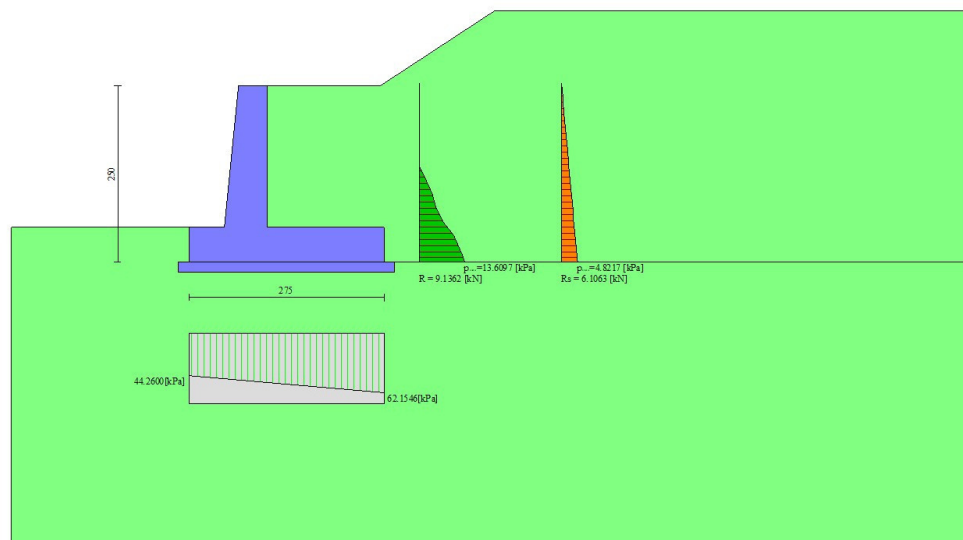 250
p...=13.6097 [kPa]
R = 9.1362 [kN]
p...=4.8217 [kPa]
Rs = 6.1063 [kN]
275
44.2600[kPa]
62.1546[kPa]